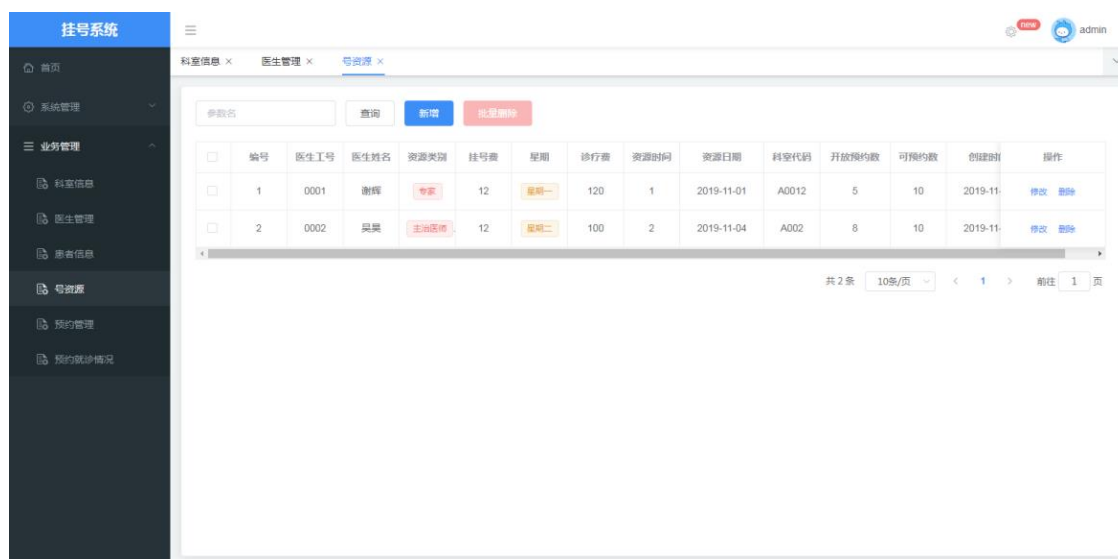 挂号系统
new
admin
首页
系统管理
业务管理
科室信息
医生管理
患者信息
号资源
预约管理
预约就诊情况
科室信息 × 医生管理 × 号资源 ×
参数名 查询 新增 批量删除
编号 医生工号 医生姓名 资源类别 挂号费 星期 诊疗费 资源时间 资源日期 科室代码 开放预约数 可预约数 创建时 操作
1 0001 谢辉 专家 12 星期一 120 1 2019-11-01 A0012 5 10 2019-11- 修改 删除
2 0002 吴昊 主治医师 12 星期二 100 2 2019-11-04 A002 8 10 2019-11- 修改 删除
共 2 条 10条/页 < 1 > 前往 1 页